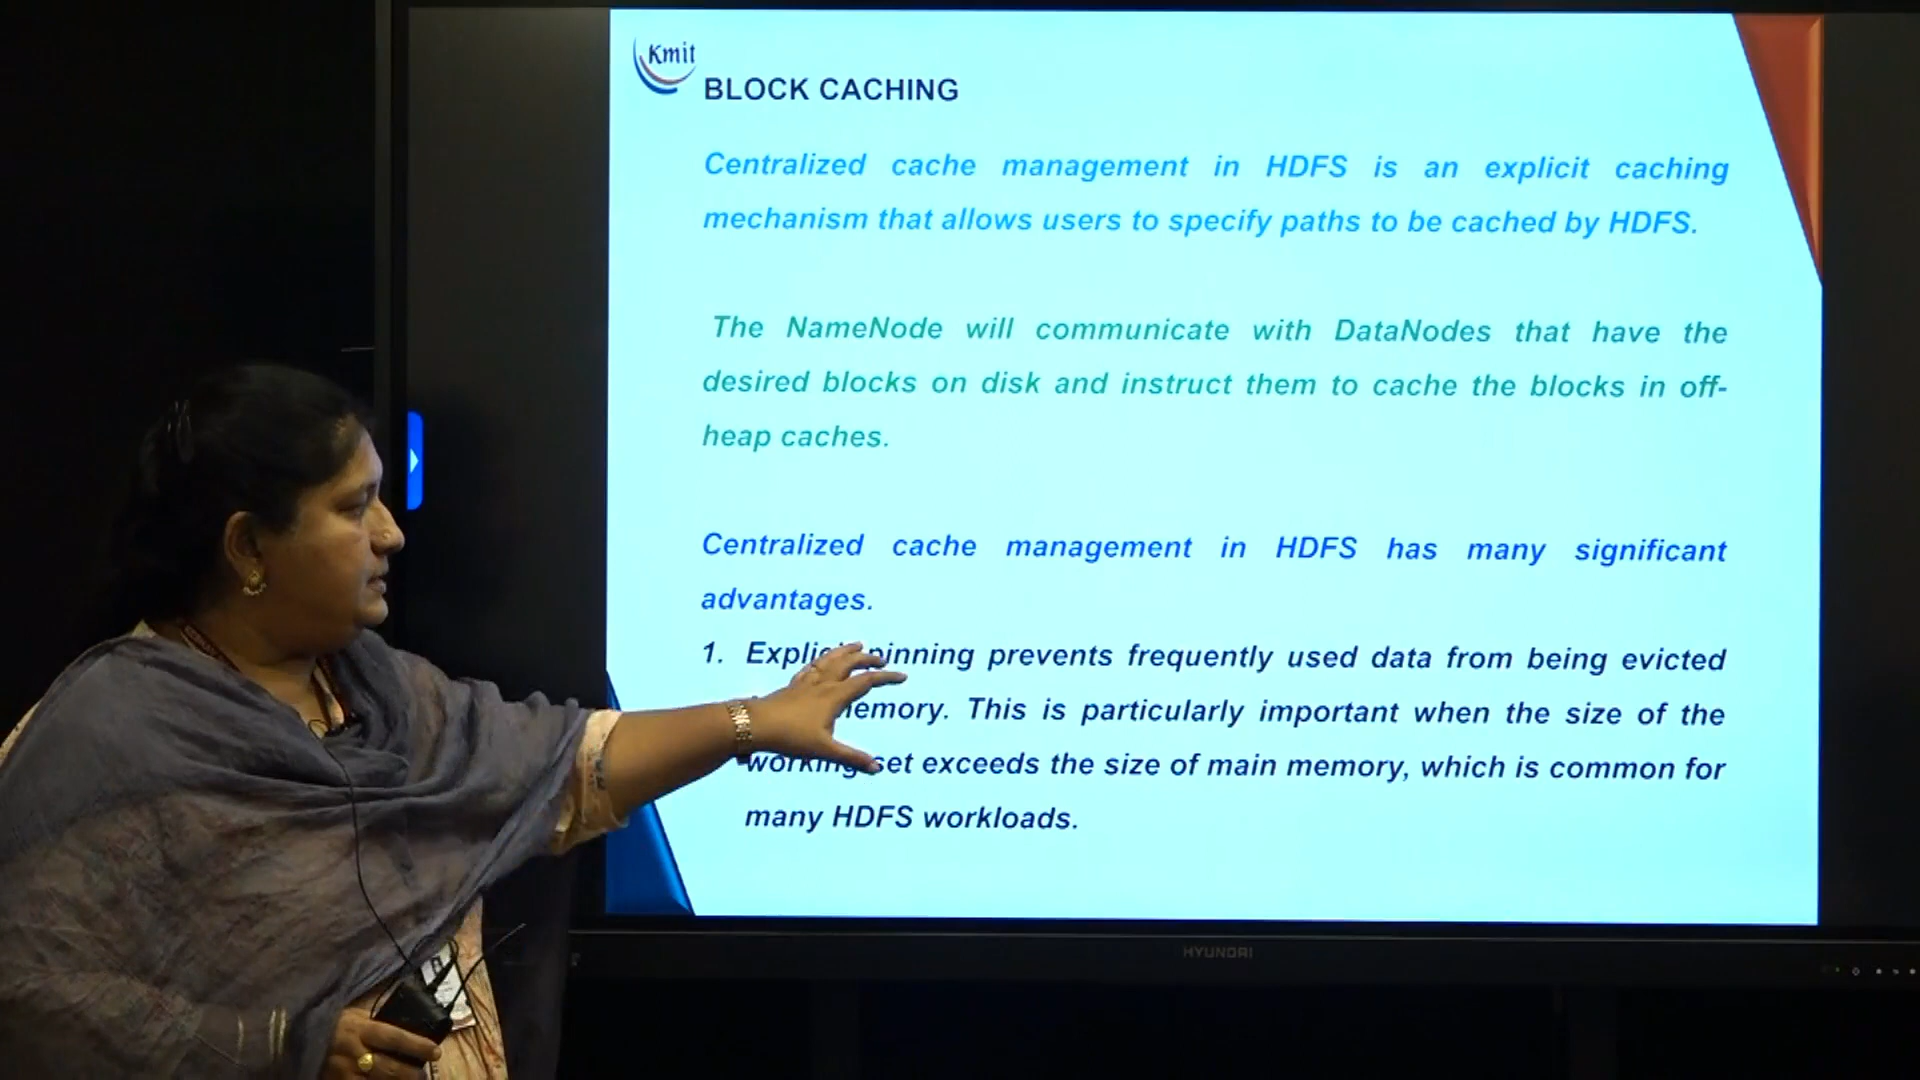 Kmit
BLOCK CACHING
Centralized cache management in HDFS is an explicit caching
mechanism that allows users to specify paths to be cached by HDFS.
The NameNode will communicate with DataNodes that have the
desired blocks on disk and instruct them to cache the blocks in off-
heap caches.
Centralized cache management in HDFS has many significant
advantages.
1. Explicit pinning prevents frequently used data from being evicted
memory. This is particularly important when the size of the
working set exceeds the size of main memory, which is common for
many HDFS workloads.
HYUNDAI